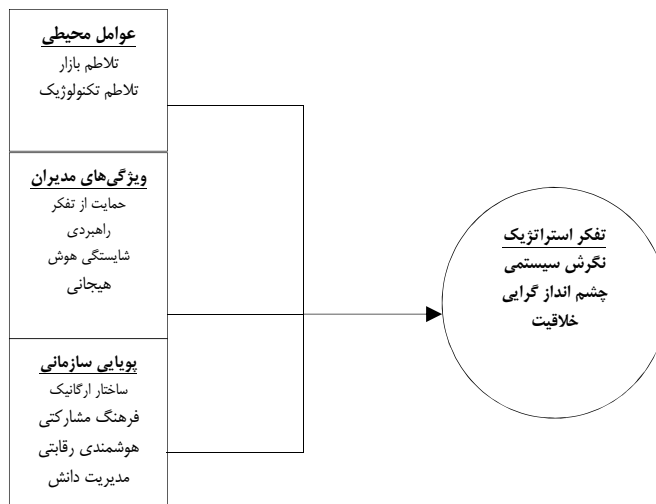 عوامل محیطی
تلاطم بازار
تلاطم تکنولوژیک
ویژگی‌های مدیران
حمایت از تفکر
راهبردی
شایستگی هوش
هیجانی
پویایی سازمانی
ساختار ارگانیک
فرهنگ مشارکتی
هوشمندی رقابتی
مدیریت دانش
تفکر استراتژیک
نگرش سیستمی
چشم انداز گرایی
خلاقیت